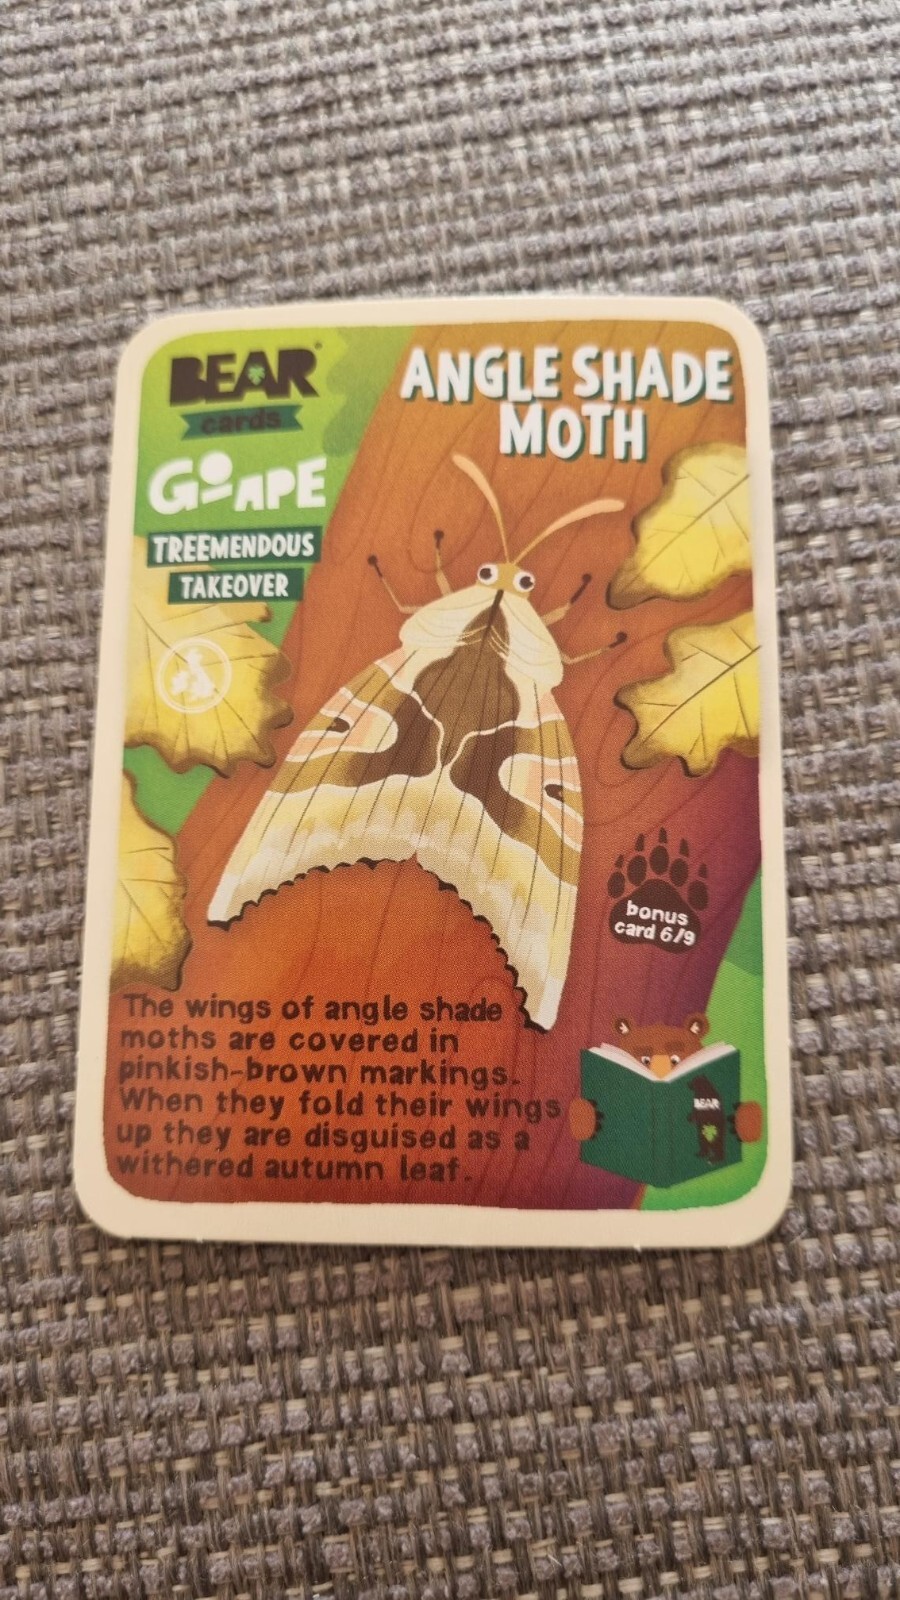 BEAR
cards
GO APE
TREEMENDOUS
TAKEOVER
ANGLE SHADE
MOTH
bonus
card 6/9
The wings of angle shade
moths are covered in
pinkish-brown markings.
When they fold their wings
up they are disguised as a
withered autumn leaf.
BEAR